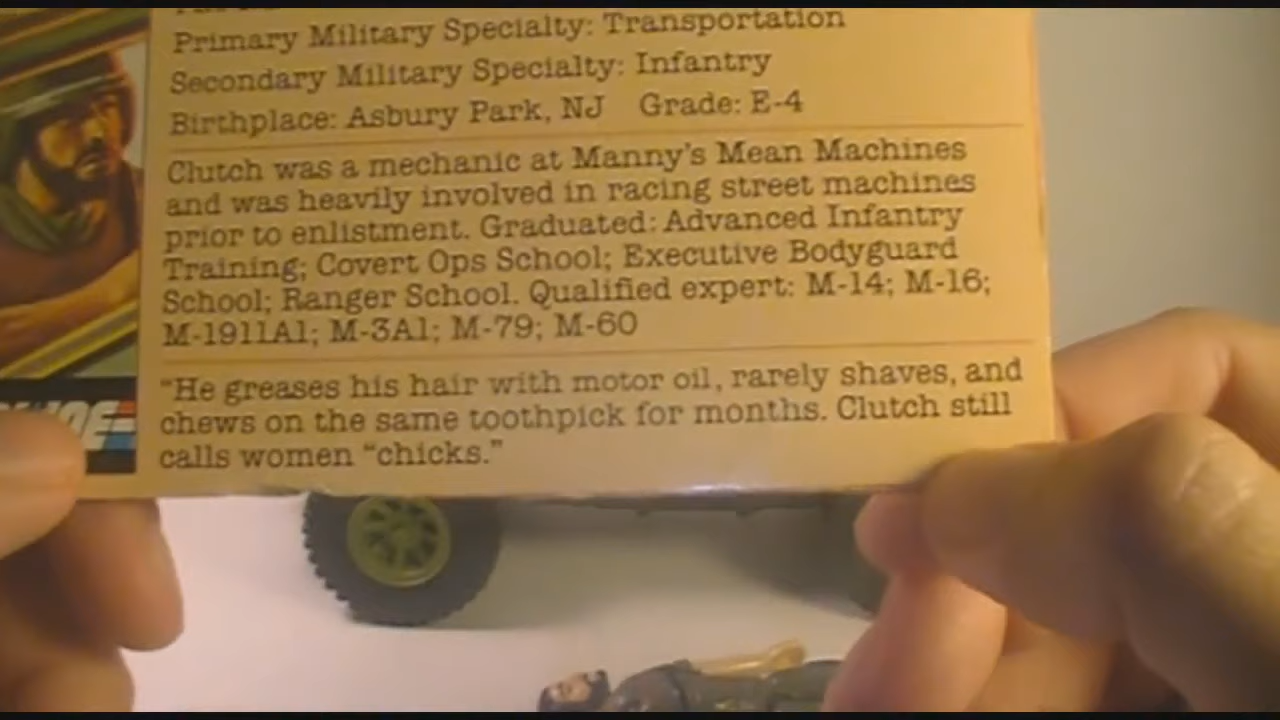 Primary Military Specialty: Transportation
Secondary Military Specialty: Infantry
Birthplace: Asbury Park, NJ Grade: E-4
Clutch was a mechanic at Manny's Mean Machines
and was heavily involved in racing street machines
prior to enlistment. Graduated: Advanced Infantry
Training; Covert Ops School; Executive Bodyguard
School; Ranger School. Qualified expert: M-14; M-16;
M-1911A1; M-3A1; M-79; M-60
"He greases his hair with motor oil, rarely shaves, and
chews on the same toothpick for months. Clutch still
calls women "chicks."
JOE